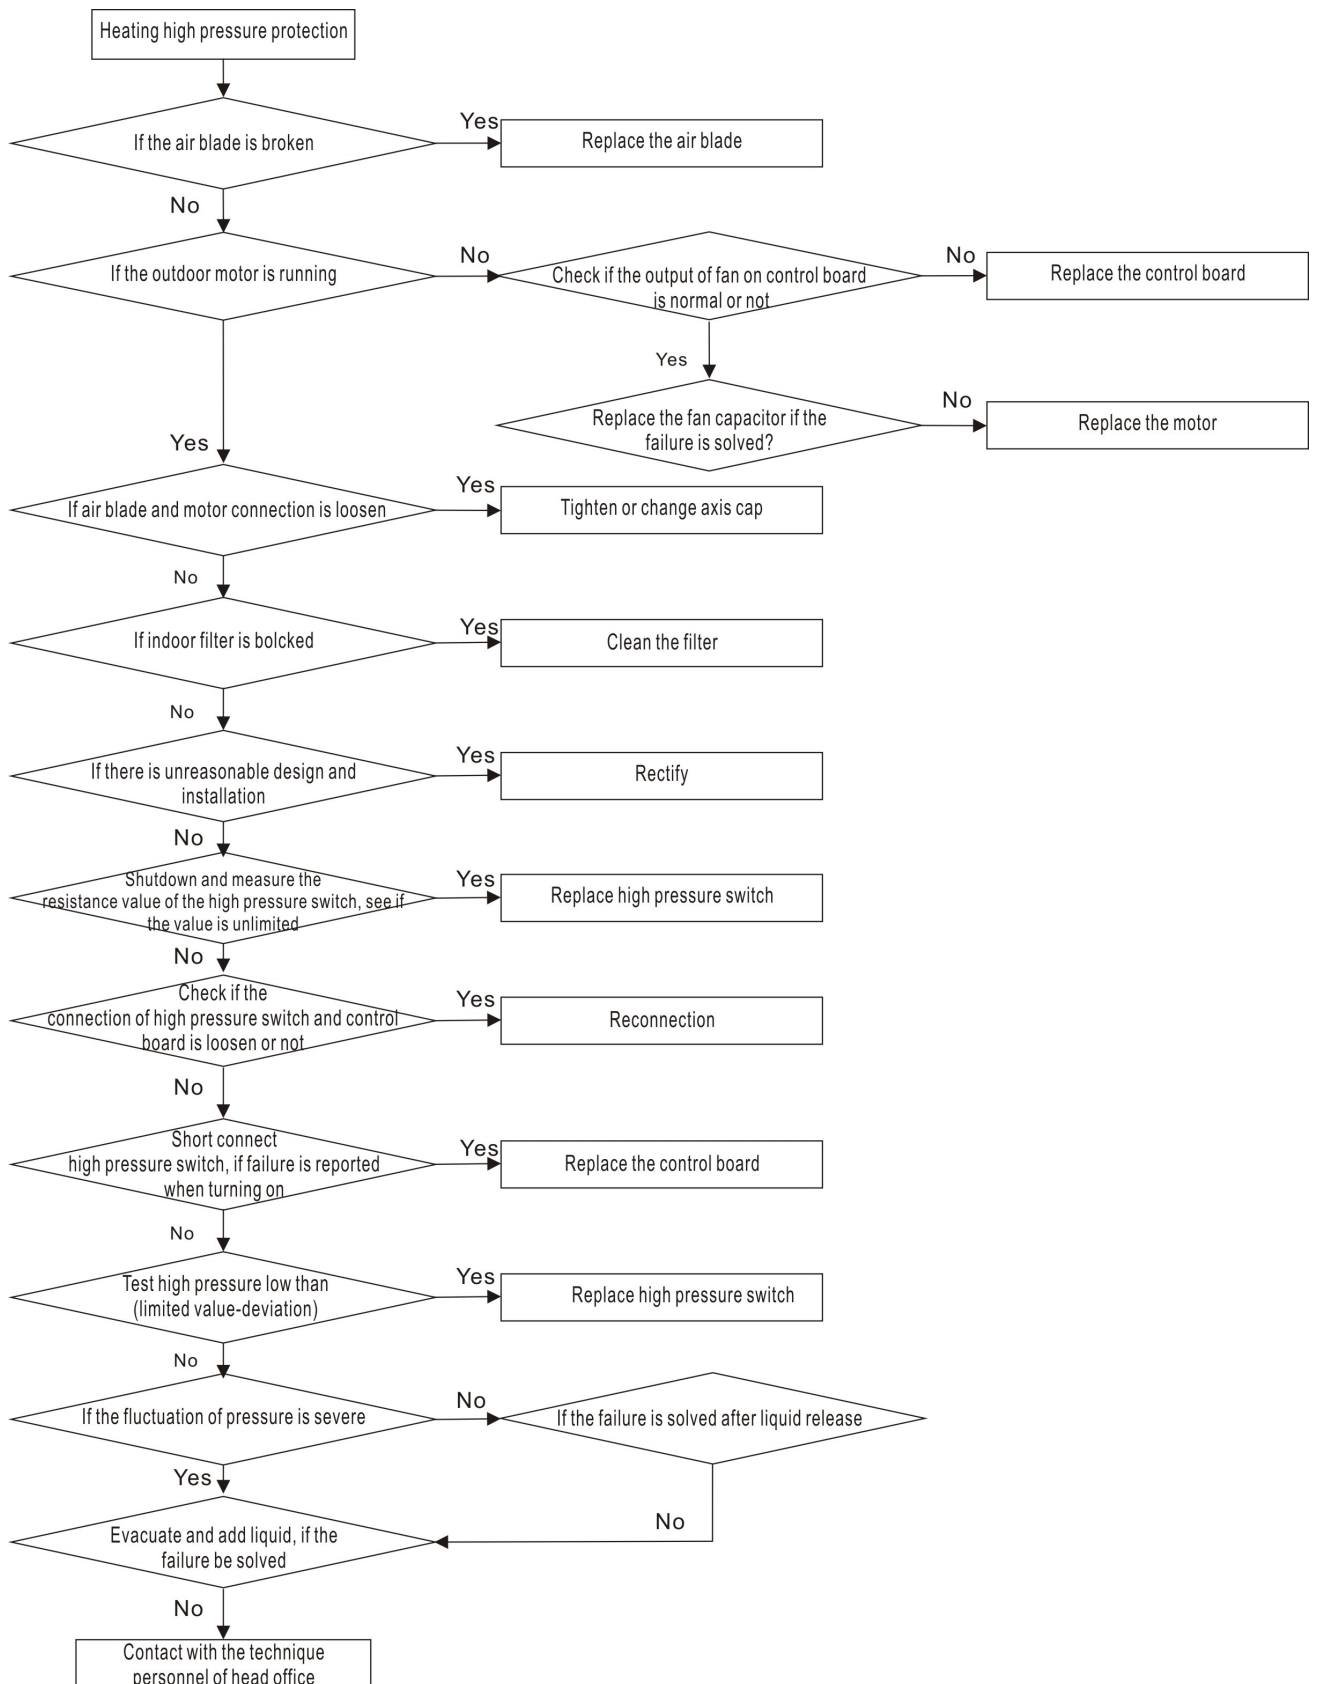 Heating high pressure protection
If the air blade is broken
Yes
Replace the air blade
No
If the outdoor motor is running
No
Check if the output of fan on control board
is normal or not
No
Replace the control board
Yes
Replace the fan capacitor if the
failure is solved?
No
Replace the motor
Yes
If air blade and motor connection is loosen
Yes
Tighten or change axis cap
No
If indoor filter is bolcked
Yes
Clean the filter
No
If there is unreasonable design and
installation
Yes
Rectify
No
Shutdown and measure the
resistance value of the high pressure switch, see if
the value is unlimited
Yes
Replace high pressure switch
No
Check if the
connection of high pressure switch and control
board is loosen or not
Yes
Reconnection
No
Short connect
high pressure switch, if failure is reported
when turning on
Yes
Replace the control board
No
Test high pressure low than
(limited value-deviation)
Yes
Replace high pressure switch
No
If the fluctuation of pressure is severe
No
If the failure is solved after liquid release
Yes
No
Evacuate and add liquid, if the
failure be solved
No
Contact with the technique
personnel of head office